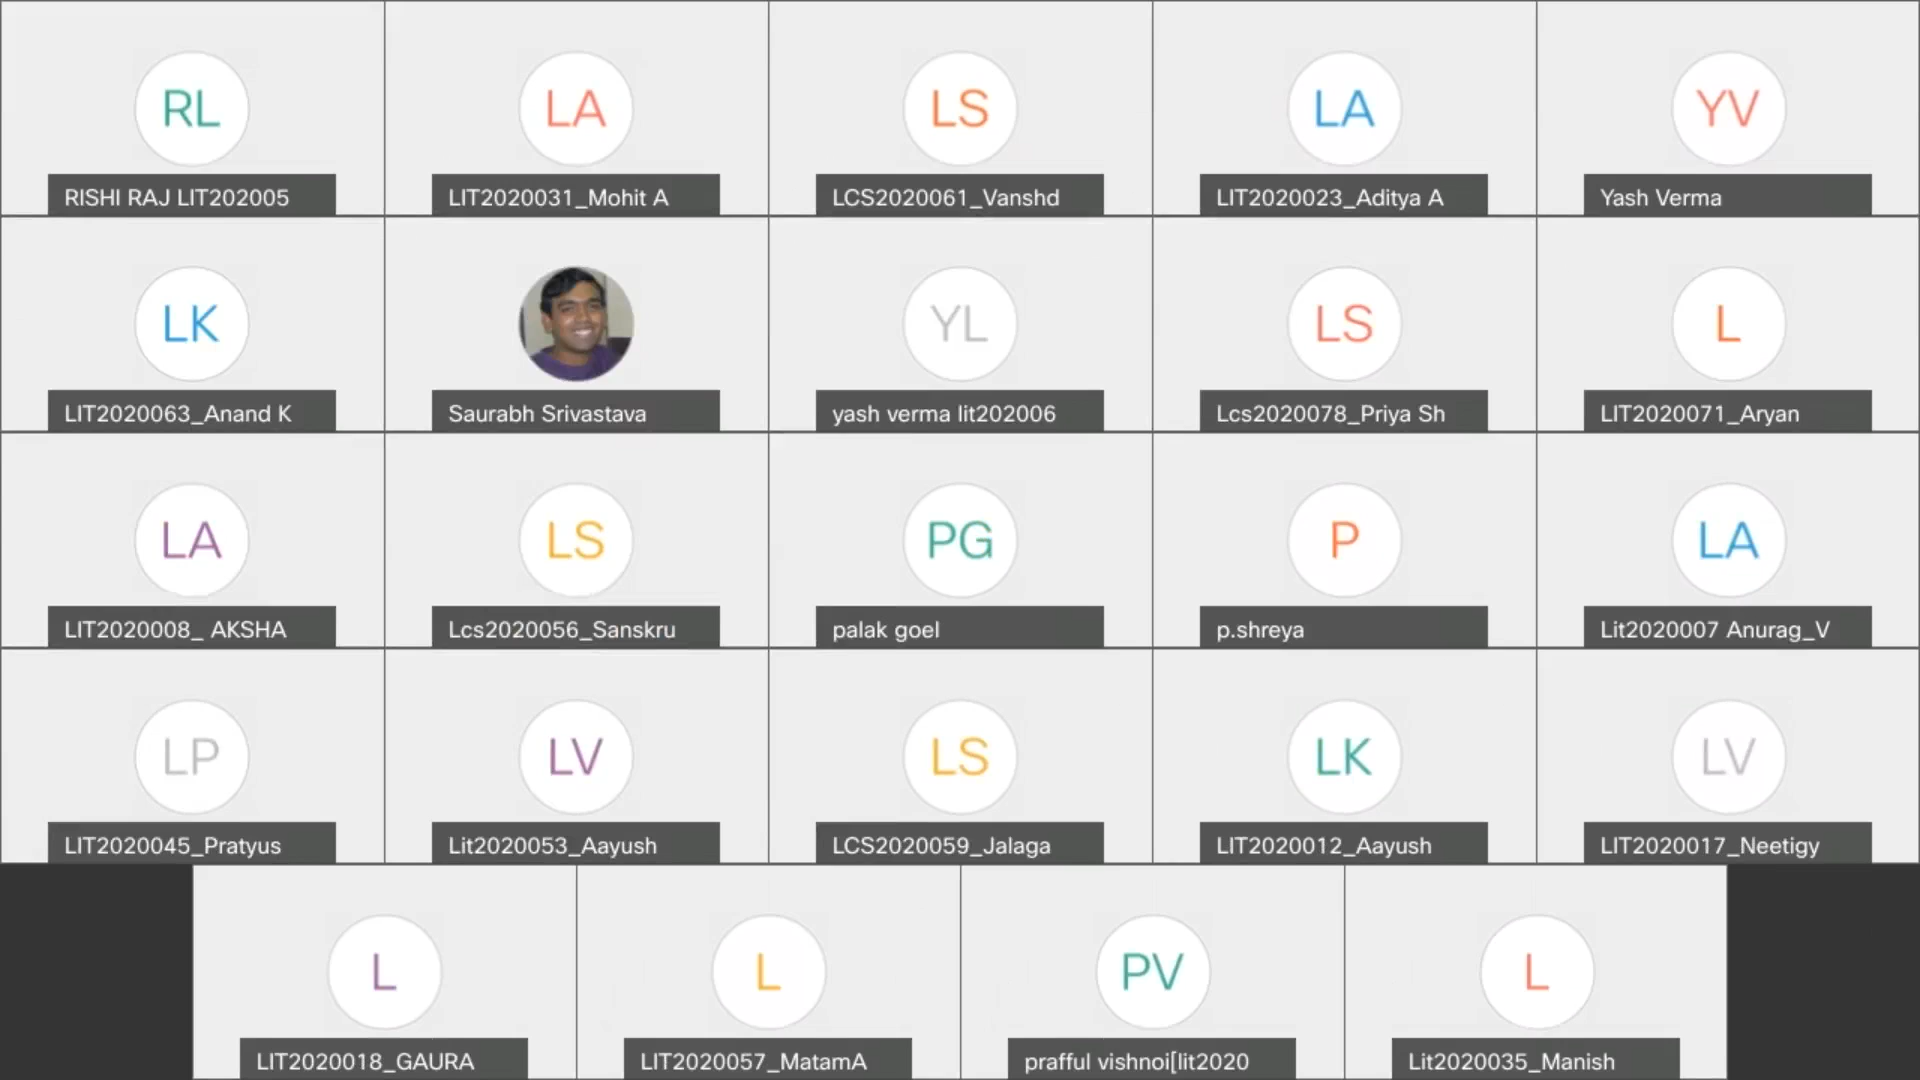 RL
LA
LS
LA
YV
RISHI RAJ LIT202005
LIT2020031_Mohit A
LCS2020061_Vanshd
LIT2020023_Aditya A
Yash Verma
LK
YL
LS
L
LIT2020063_Anand K
Saurabh Srivastava
yash verma lit202006
Lcs2020078_Priya Sh
LIT2020071_Aryan
LA
LS
PG
P
LA
LIT2020008_ AKSHA
Lcs2020056_Sanskru
palak goel
p.shreya
Lit2020007 Anurag_V
LP
LV
LS
LK
LV
LIT2020045_Pratyus
Lit2020053_Aayush
LCS2020059_Jalaga
LIT2020012_Aayush
LIT2020017_Neetigy
L
L
PV
L
LIT2020018_GAURA
LIT2020057_MatamA
prafful vishnoi[lit2020
Lit2020035_Manish